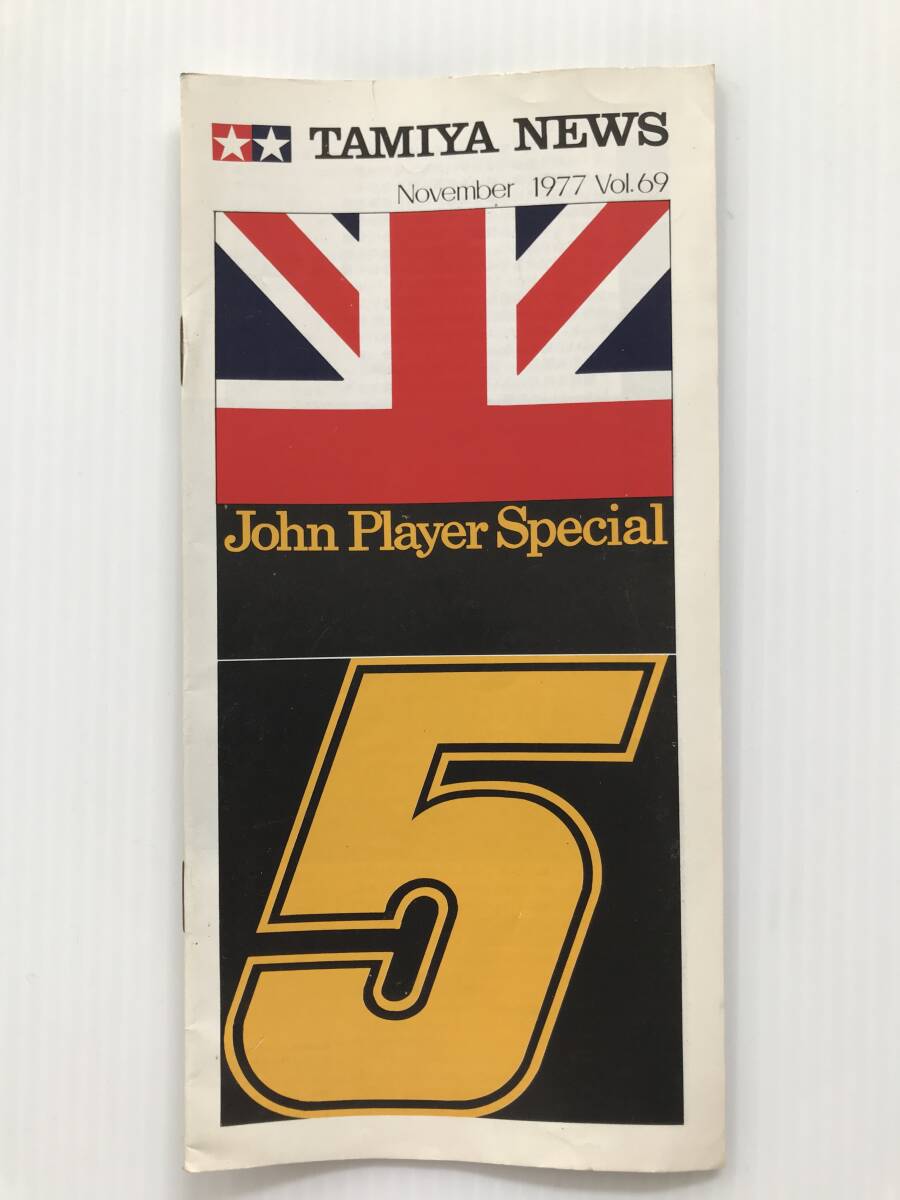 TAMIYA NEWS
November 1977 Vol.69
John Player Special
5